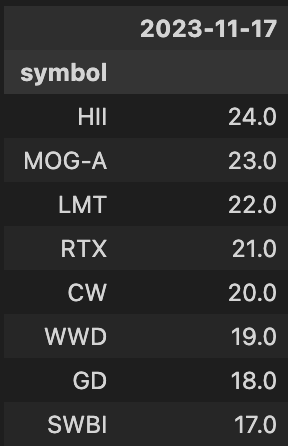 2023-11-17
symbol
HII 24.0
MOG-A 23.0
LMT 22.0
RTX 21.0
CW 20.0
WWD 19.0
GD 18.0
SWBI 17.0